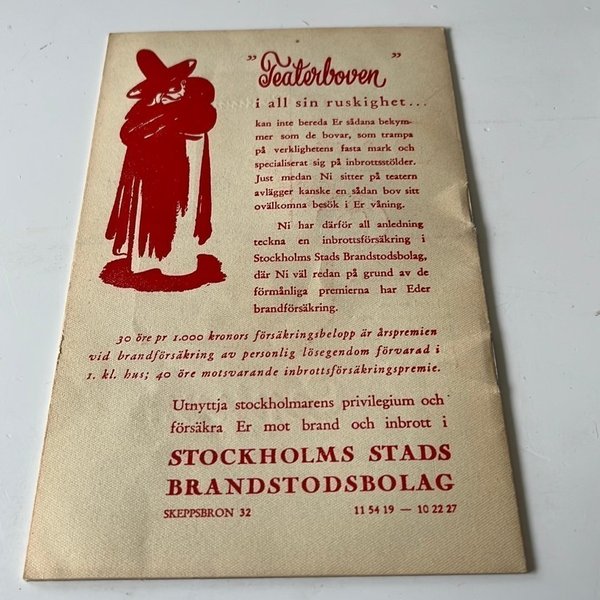 "Teaterboven"
i all sin ruskighet...
kan inte bereda Er sådana bekym-
mer som de bovar, som trampa
på verklighetens fasta mark och
specialiserat sig på inbrottsstölder.
Just medan Ni sitter på teatern
avlägger kanske en sådan bov sitt
ovälkomna besök i Er våning.
Ni har därför all anledning
teckna en inbrottsförsäkring i
Stockholms Stads Brandstodsbolag,
där Ni väl redan på grund av de
förmånliga premierna har Eder
brandförsäkring.
30 öre pr 1.000 kronors försäkringsbelopp är årspremien
vid brandförsäkring av personlig lösegendom förvarad i
1. kl. hus; 40 öre motsvarande inbrottsförsäkringspremie.
Utnyttja stockholmarens privilegium och
försäkra Er mot brand och inbrott i
STOCKHOLMS STADS
BRANDSTODSBOLAG
SKEPPSBRON 32 11 54 19 — 10 22 27